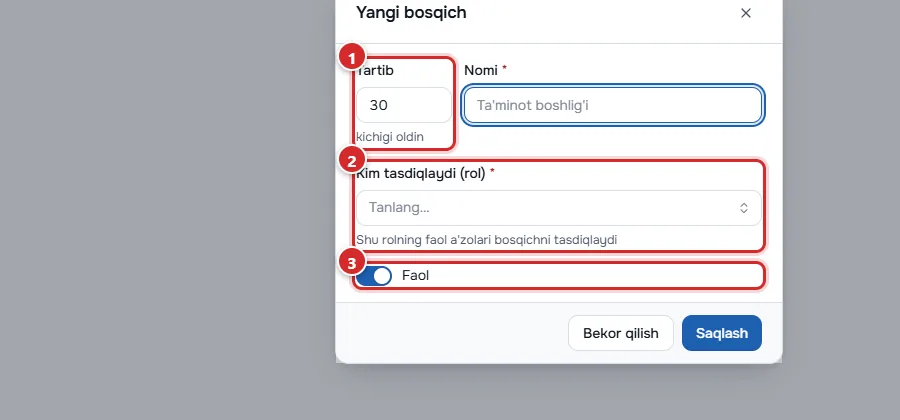 Yangi bosqich
1
Tartib
Nomi *
30
Ta'minot boshlig'i
kichigi oldin
2
Kim tasdiqlaydi (rol) *
Tanlang...
Shu rolning faol a'zolari bosqichni tasdiqlaydi
3
Faol
Bekor qilish
Saqlash